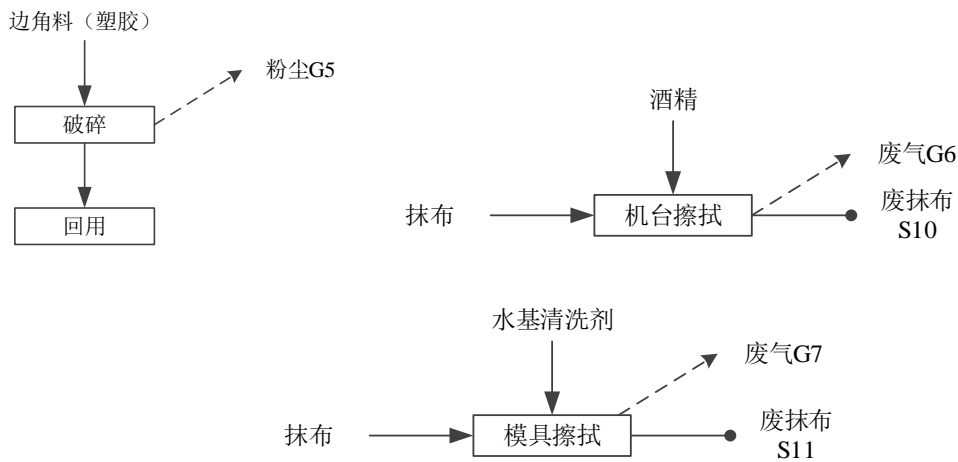 边角料（塑胶）
粉尘G5
破碎
回用
酒精
废气G6
抹布
机台擦拭
废抹布
S10
水基清洗剂
废气G7
抹布
模具擦拭
废抹布
S11